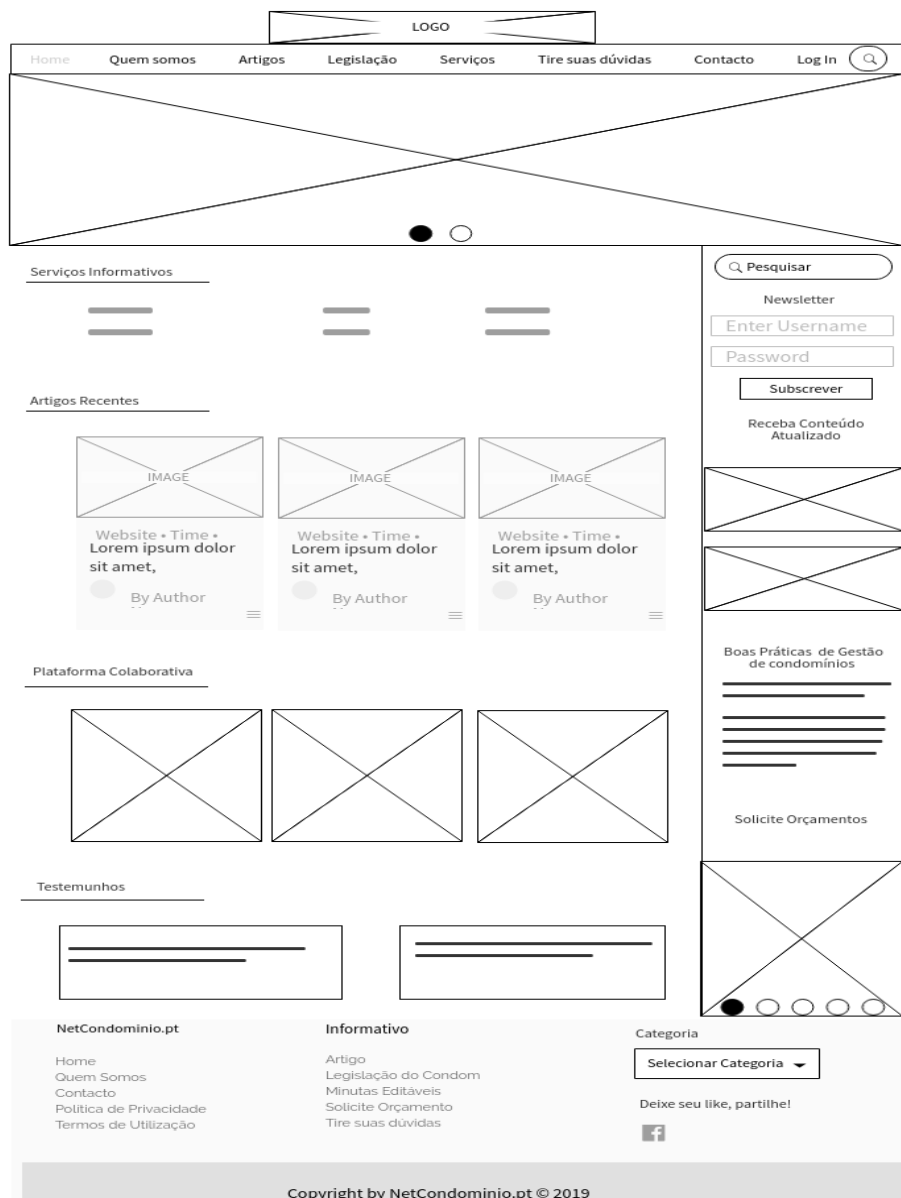 LOGO
Home Quem somos Artigos Legislação Serviços Tire suas dúvidas Contacto Log In
Serviços Informativos
Artigos Recentes
IMAGE
Website • Time •
Lorem ipsum dolor
sit amet,
By Author
IMAGE
Website • Time •
Lorem ipsum dolor
sit amet,
By Author
IMAGE
Website • Time •
Lorem ipsum dolor
sit amet,
By Author
Plataforma Colaborativa
Testemunhos
Pesquisar
Newsletter
Enter Username
Password
Subscrever
Receba Conteúdo
Atualizado
Boas Práticas de Gestão
de condomínios
Solicite Orçamentos
NetCondominio.pt
Home
Quem Somos
Contacto
Política de Privacidade
Termos de Utilização
Informativo
Artigo
Legislação do Condom
Minutas Editáveis
Solicite Orçamento
Tire suas dúvidas
Categoria
Selecionar Categoria
Deixe seu like, partilhe!
Copyright by NetCondominio.pt © 2019